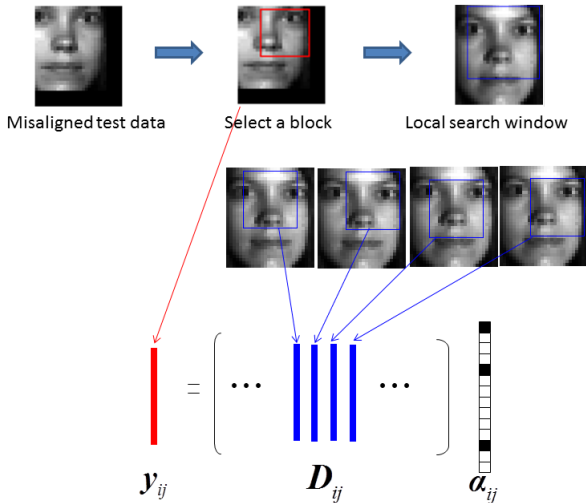 Misaligned test data
Select a block
Local search window
= ( ... ... )
y_ij
D_ij
α_ij